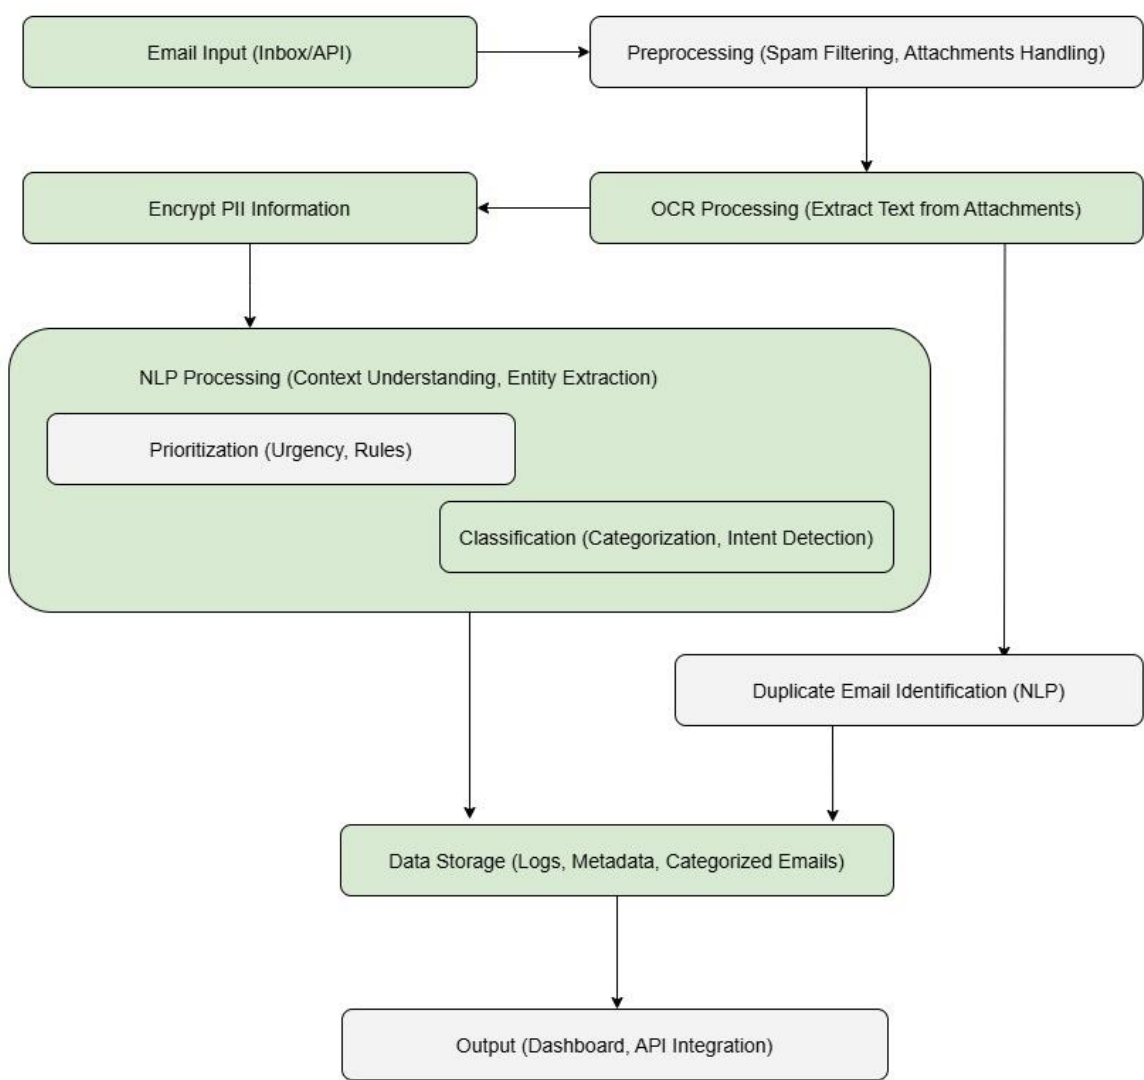 Email Input (Inbox/API)
Preprocessing (Spam Filtering, Attachments Handling)
Encrypt PII Information
OCR Processing (Extract Text from Attachments)
NLP Processing (Context Understanding, Entity Extraction)
Prioritization (Urgency, Rules)
Classification (Categorization, Intent Detection)
Duplicate Email Identification (NLP)
Data Storage (Logs, Metadata, Categorized Emails)
Output (Dashboard, API Integration)